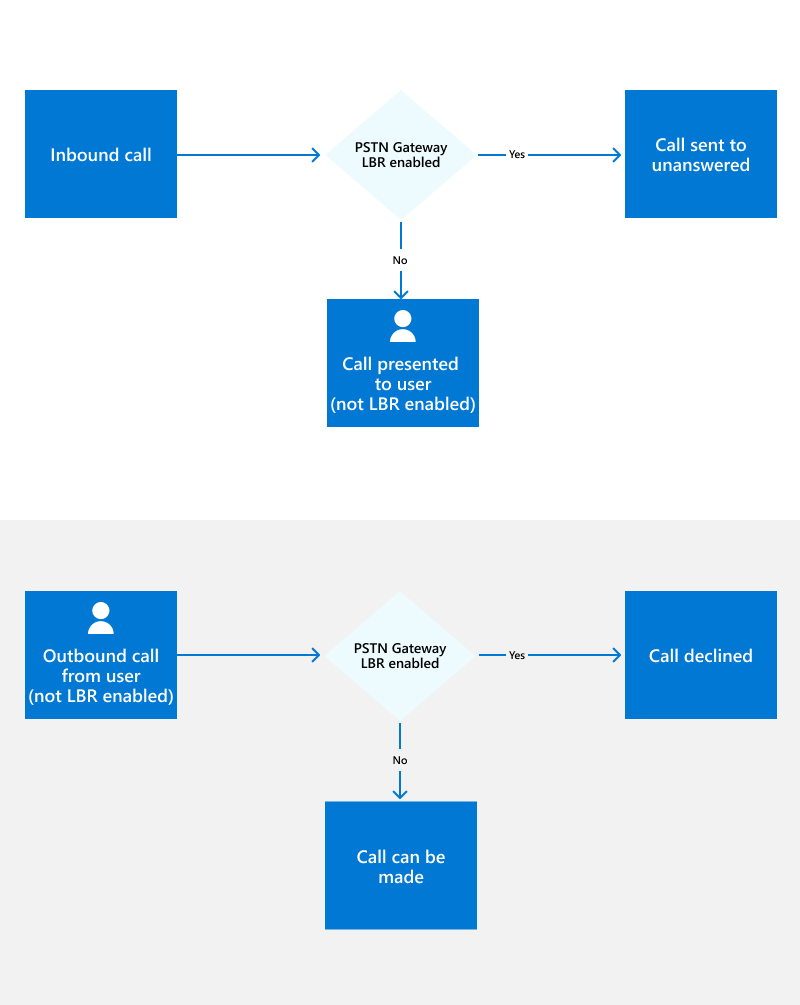 Inbound call
PSTN Gateway
LBR enabled
Yes
Call sent to
unanswered
No
Call presented
to user
(not LBR enabled)
Outbound call
from user
(not LBR enabled)
PSTN Gateway
LBR enabled
Yes
Call declined
No
Call can be
made